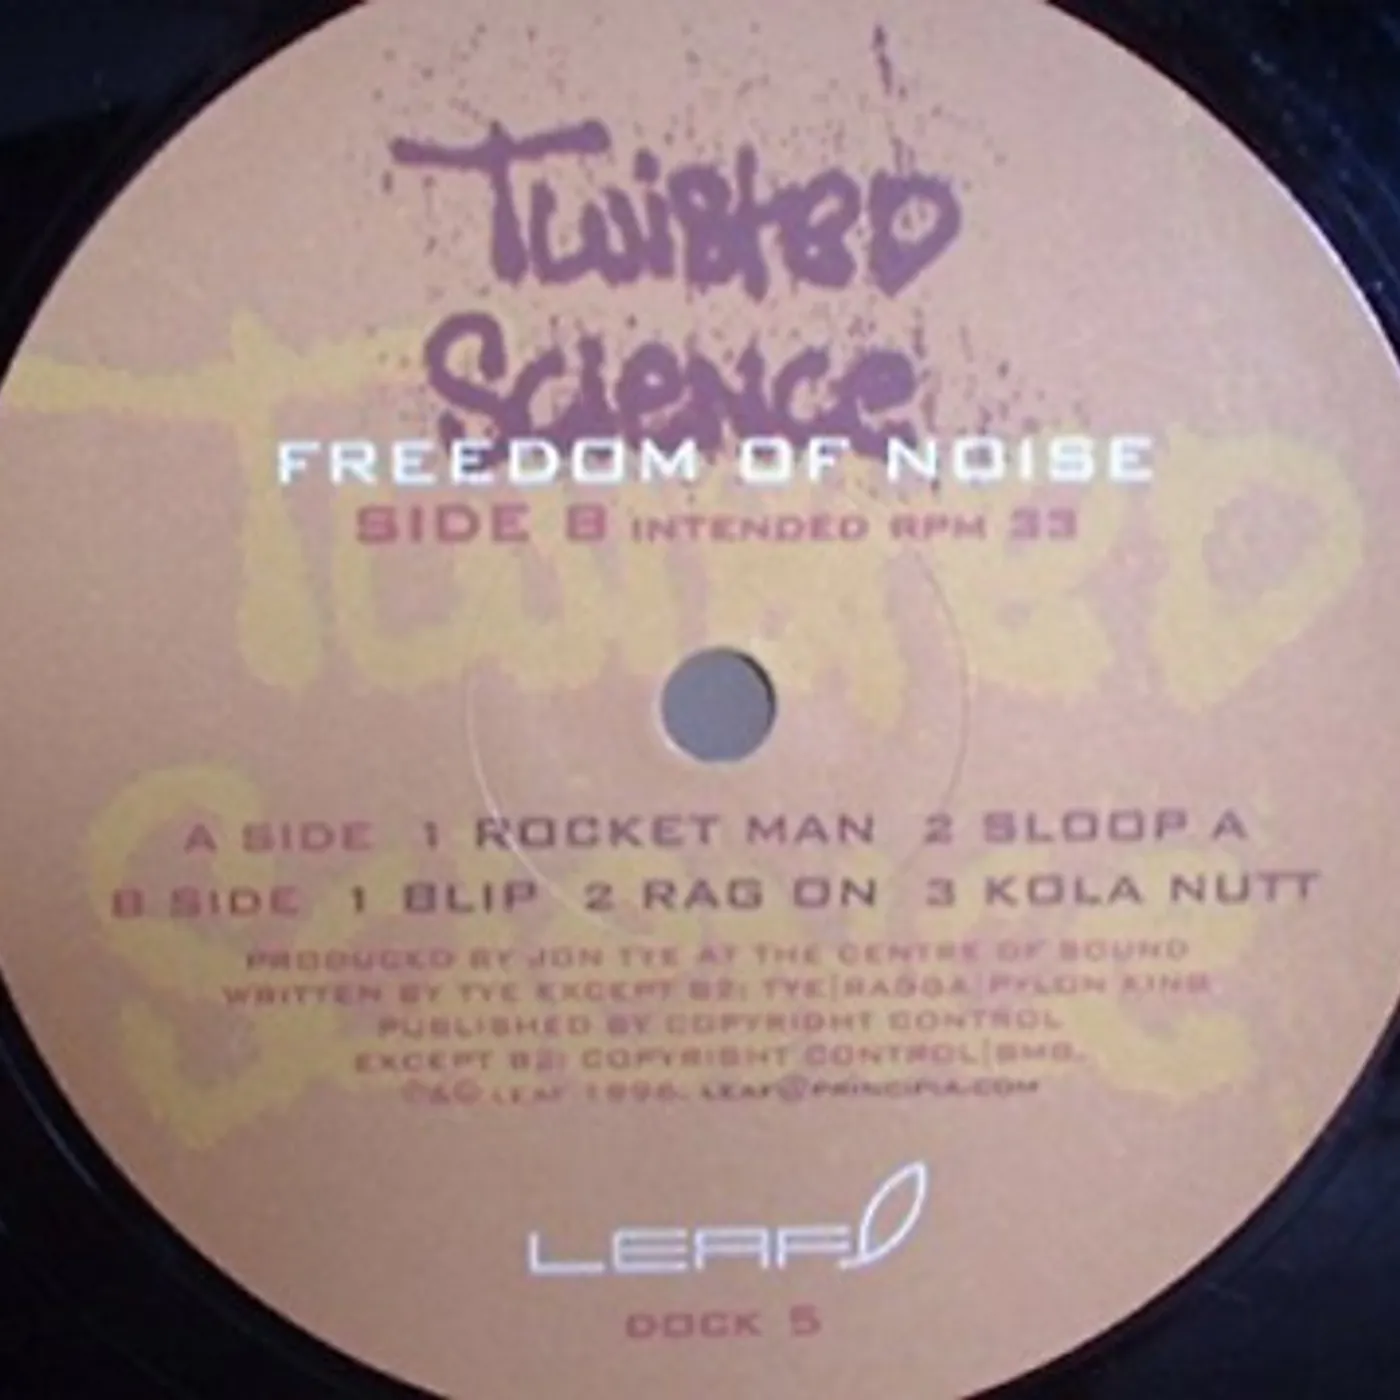 Twisted
Science
FREEDOM OF NOISE
SIDE B INTENDED RPM 33
A SIDE 1 ROCKET MAN 2 SLOOP A
B SIDE 1 BLIP 2 RAG ON 3 KOLA NUTT
PRODUCED BY JON TYE AT THE CENTRE OF SOUND
WRITTEN BY TYE EXCEPT B2: TYE|RAGGA|PYLON KING
PUBLISHED BY COPYRIGHT CONTROL
EXCEPT B2: COPYRIGHT CONTROL|BMG.
℗&© LEAF 1996. LEAF@PRINCIPIA.COM
LEAF
DOCK 5
Twisted
Science